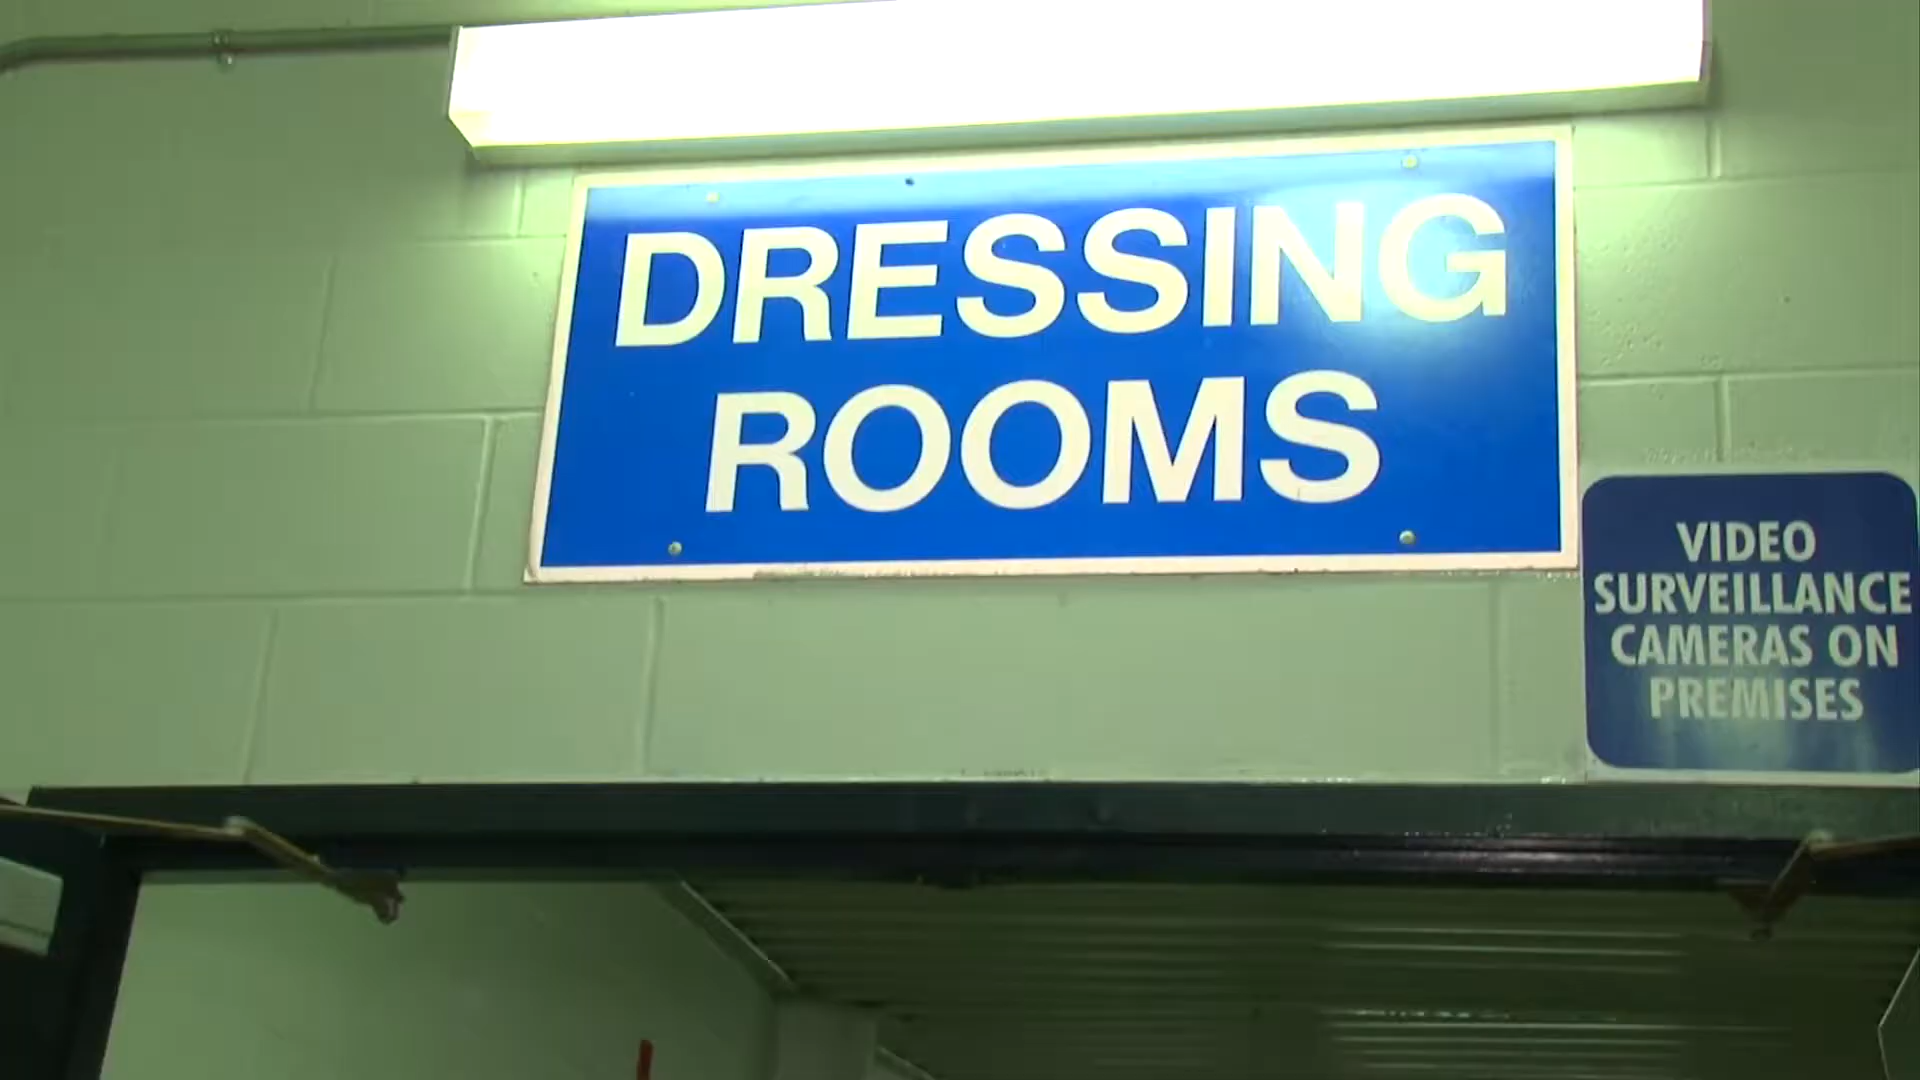 DRESSING
ROOMS
VIDEO
SURVEILLANCE
CAMERAS ON
PREMISES